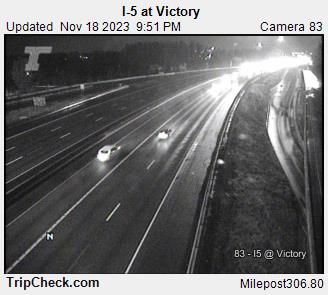 I-5 at Victory
Updated Nov 18 2023 9:51 PM Camera 83
N
83 - I5 @ Victory
TripCheck.com Milepost306.80